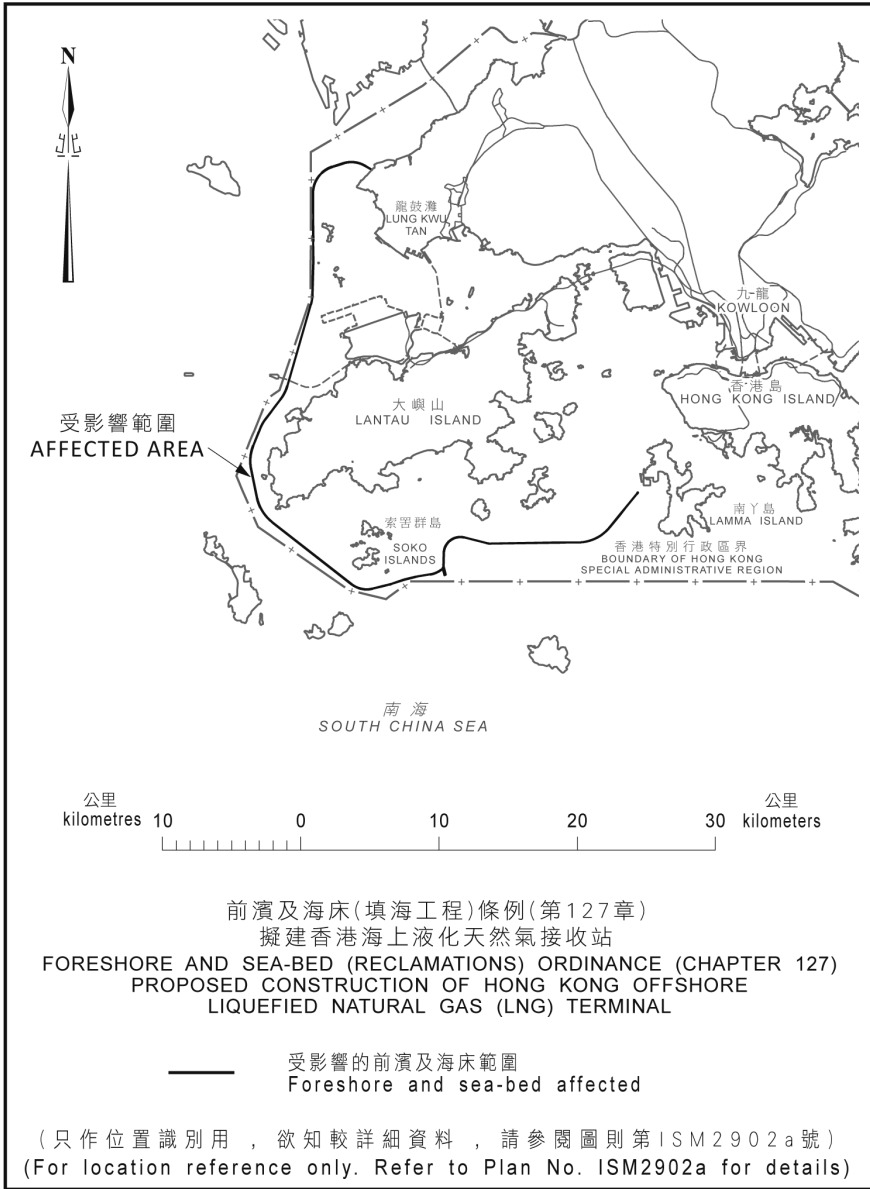 N
龍鼓灘
LUNG KWU
TAN
九龍
KOWLOON
香港島
HONG KONG ISLAND
大嶼山
LANTAU ISLAND
受影響範圍
AFFECTED AREA
索罟群島
SOKO
ISLANDS
南丫島
LAMMA ISLAND
香港特別行政區界
BOUNDARY OF HONG KONG
SPECIAL ADMINISTRATIVE REGION
南海
SOUTH CHINA SEA
公里
kilometres 10 0 10 20 30
公里
kilometers
前濱及海床(填海工程)條例(第127章)
擬建香港海上液化天然氣接收站
FORESHORE AND SEA-BED (RECLAMATIONS) ORDINANCE (CHAPTER 127)
PROPOSED CONSTRUCTION OF HONG KONG OFFSHORE
LIQUEFIED NATURAL GAS (LNG) TERMINAL
受影響的前濱及海床範圍
Foreshore and sea-bed affected
(只作位置識別用，欲知較詳細資料，請參閱圖則第ISM2902a號)
(For location reference only. Refer to Plan No. ISM2902a for details)